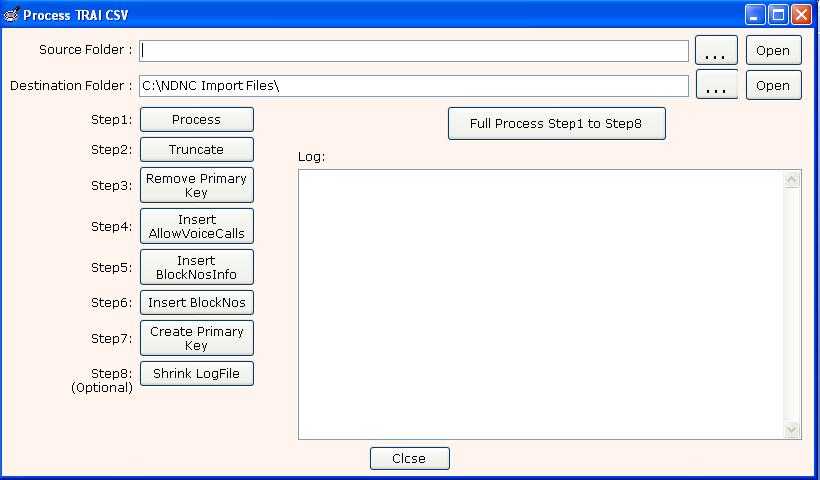 Process TRAI CSV
Source Folder :
... Open
Destination Folder : C:\NDNC Import Files\
... Open
Step1: Process
Full Process Step1 to Step8
Step2: Truncate
Log:
Step3: Remove Primary
Key
Step4: Insert
AllowVoiceCalls
Step5: Insert
BlockNosInfo
Step6: Insert BlockNos
Step7: Create Primary
Key
Step8: Shrink LogFile
(Optional)
Close